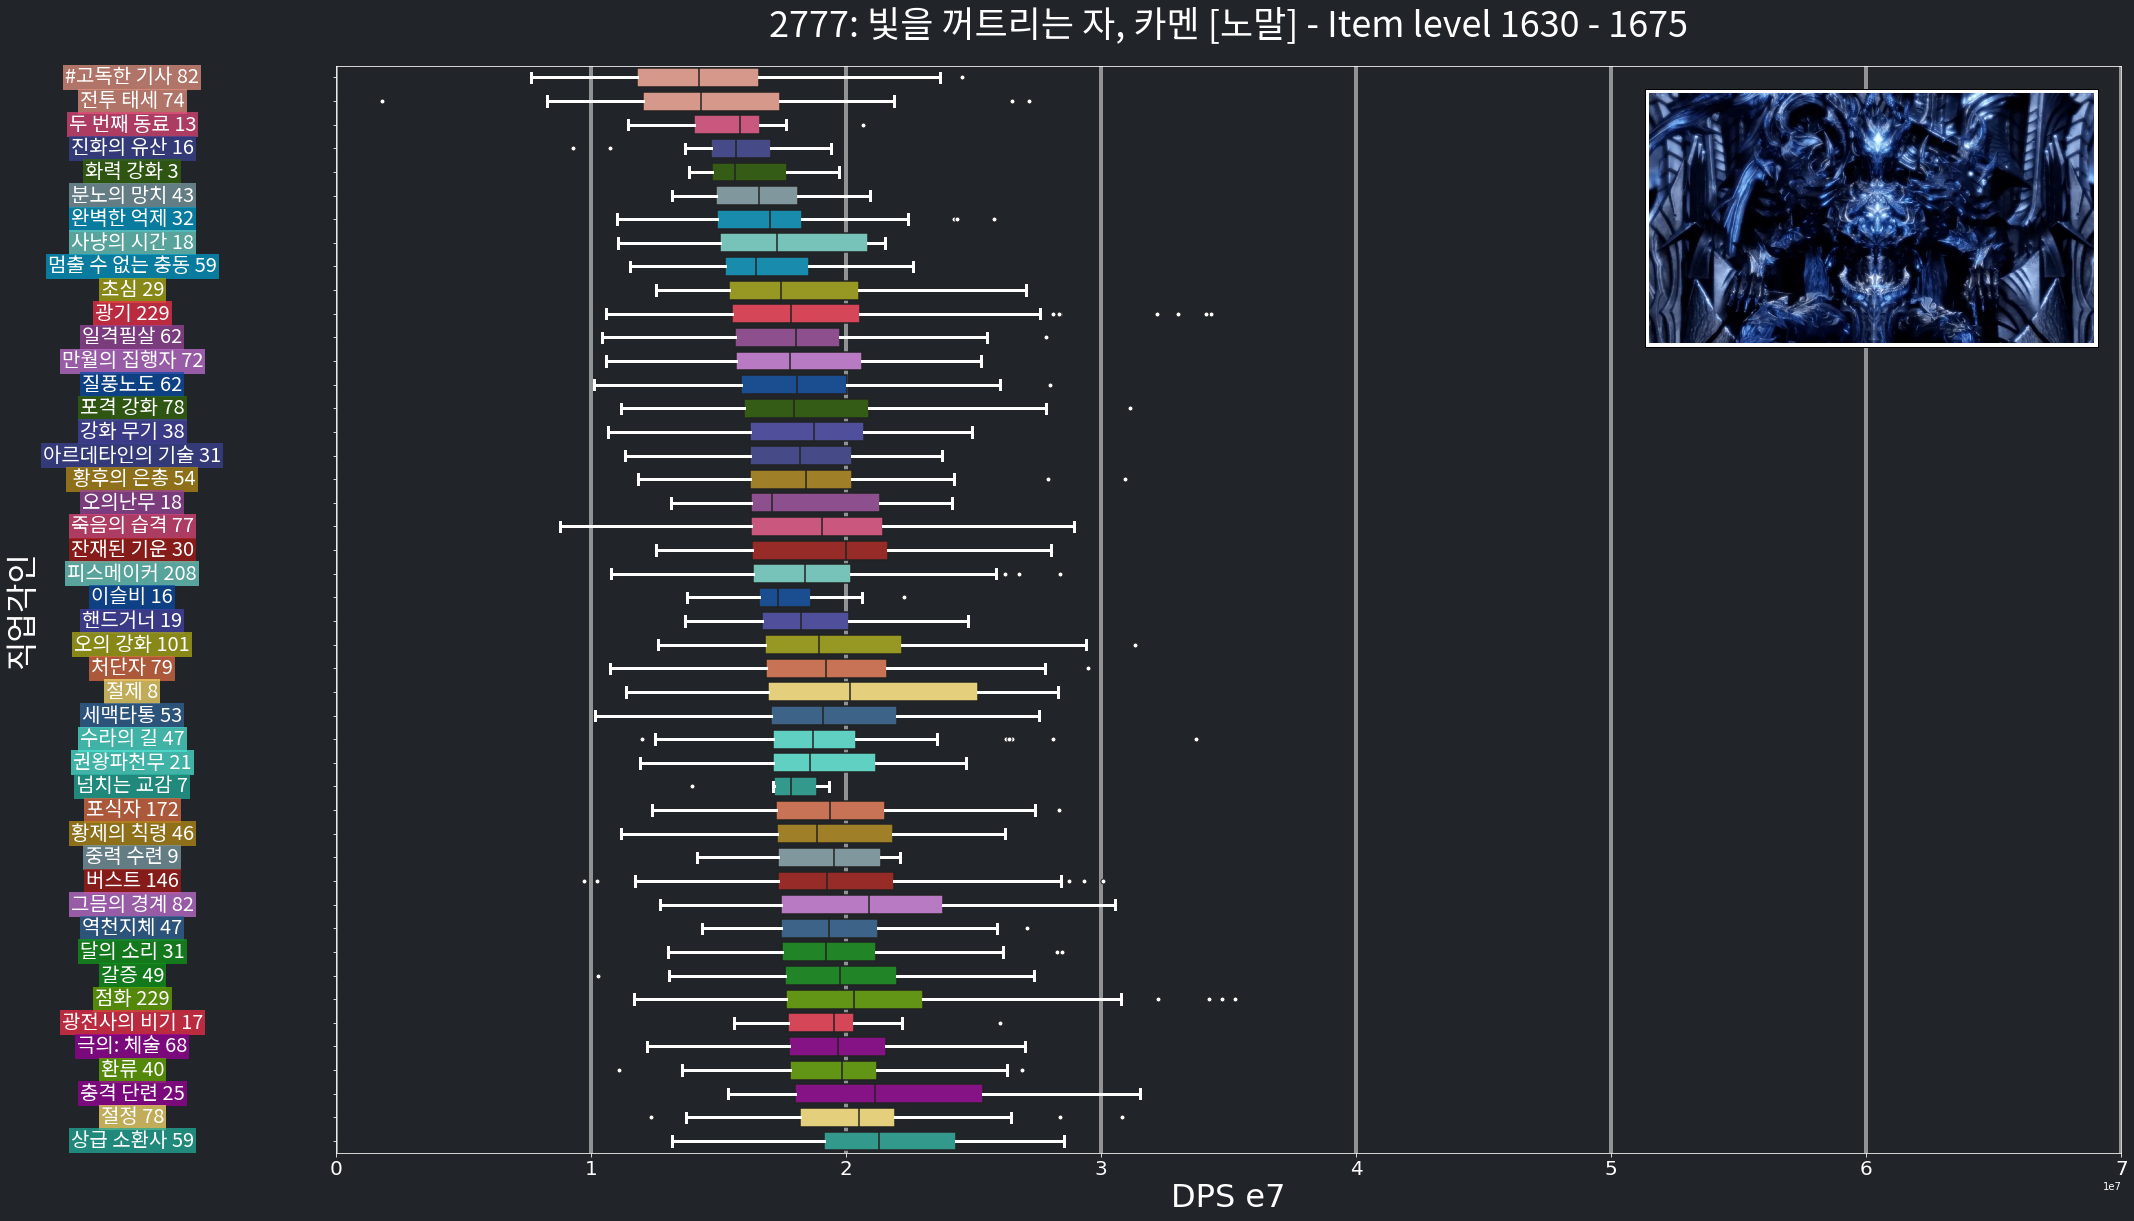 2777: 빛을 꺼트리는 자, 카멘 [노말] - Item level 1630 - 1675
#고독한 기사 82
전투 태세 74
두 번째 동료 13
진화의 유산 16
화력 강화 3
분노의 망치 43
완벽한 억제 32
사냥의 시간 18
멈출 수 없는 충동 59
초심 29
광기 229
일격필살 62
만월의 집행자 72
질풍노도 62
포격 강화 78
강화 무기 38
아르데타인의 기술 31
황후의 은총 54
오의난무 18
죽음의 습격 77
잔재된 기운 30
피스메이커 208
이슬비 16
핸드거너 19
오의 강화 101
처단자 79
절제 8
세맥타통 53
수라의 길 47
권왕파천무 21
넘치는 교감 7
포식자 172
황제의 칙령 46
중력 수련 9
버스트 146
그믐의 경계 82
역천지체 47
달의 소리 31
갈증 49
점화 229
광전사의 비기 17
극의: 체술 68
환류 40
충격 단련 25
절정 78
상급 소환사 59
직업각인
0 1 2 3 4 5 6 7
1e7
DPS e7